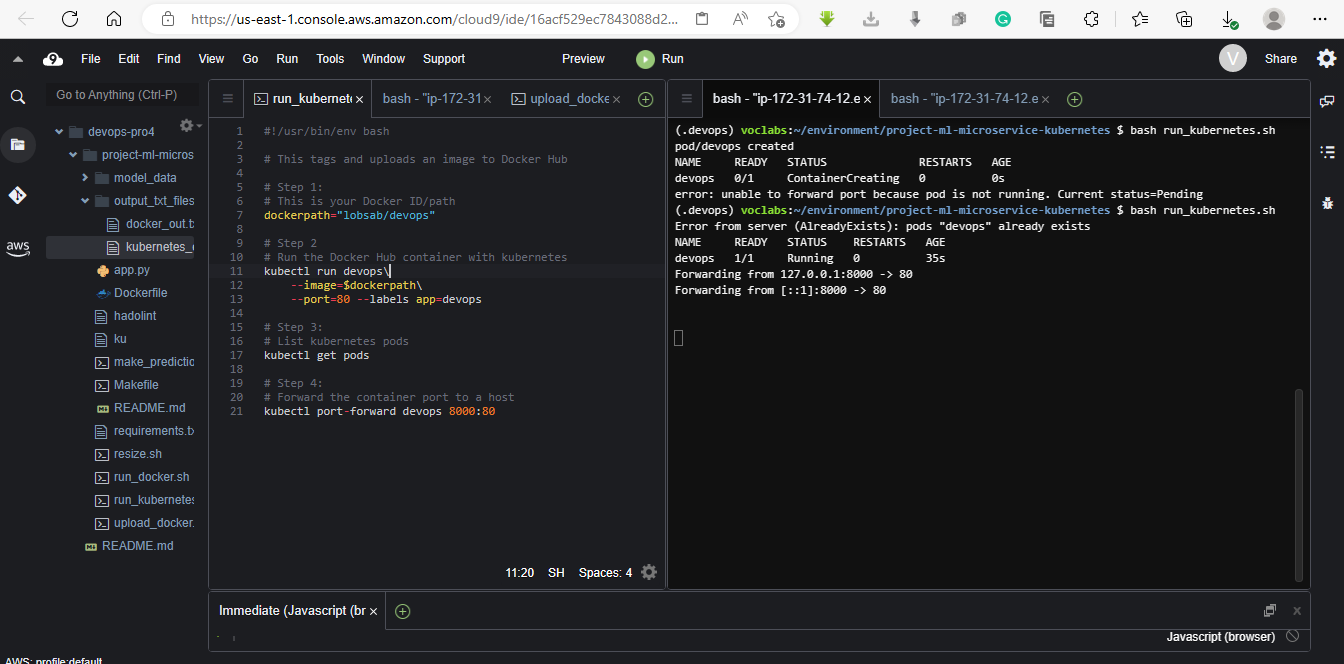 https://us-east-1.console.aws.amazon.com/cloud9/ide/16acf529ec7843088d2...
9 File Edit Find View Go Run Tools Window Support Preview Run V Share
Go to Anything (Ctrl-P)
devops-pro4
project-ml-micros
model_data
output_txt_files
docker_out.t
kubernetes_
app.py
Dockerfile
hadolint
ku
make_predictic
Makefile
README.md
requirements.tx
resize.sh
run_docker.sh
run_kubernetes
upload_docker.
README.md
aws
run_kubernet bash - "ip-172-31 upload_docke
1 #!/usr/bin/env bash
2
3 # This tags and uploads an image to Docker Hub
4
5 # Step 1:
6 # This is your Docker ID/path
7 dockerpath="lobsab/devops"
8
9 # Step 2
10 # Run the Docker Hub container with kubernetes
11 kubectl run devops\
12 --image=$dockerpath\
13 --port=80 --labels app=devops
14
15 # Step 3:
16 # List kubernetes pods
17 kubectl get pods
18
19 # Step 4:
20 # Forward the container port to a host
21 kubectl port-forward devops 8000:80
11:20 SH Spaces: 4
bash - "ip-172-31-74-12.e bash - "ip-172-31-74-12.e
(.devops) voclabs:~/environment/project-ml-microservice-kubernetes $ bash run_kubernetes.sh
pod/devops created
NAME READY STATUS RESTARTS AGE
devops 0/1 ContainerCreating 0 0s
error: unable to forward port because pod is not running. Current status=Pending
(.devops) voclabs:~/environment/project-ml-microservice-kubernetes $ bash run_kubernetes.sh
Error from server (AlreadyExists): pods "devops" already exists
NAME READY STATUS RESTARTS AGE
devops 1/1 Running 0 35s
Forwarding from 127.0.0.1:8000 -> 80
Forwarding from [::1]:8000 -> 80
Immediate (Javascript (br
Javascript (browser)
AWS: profile:default